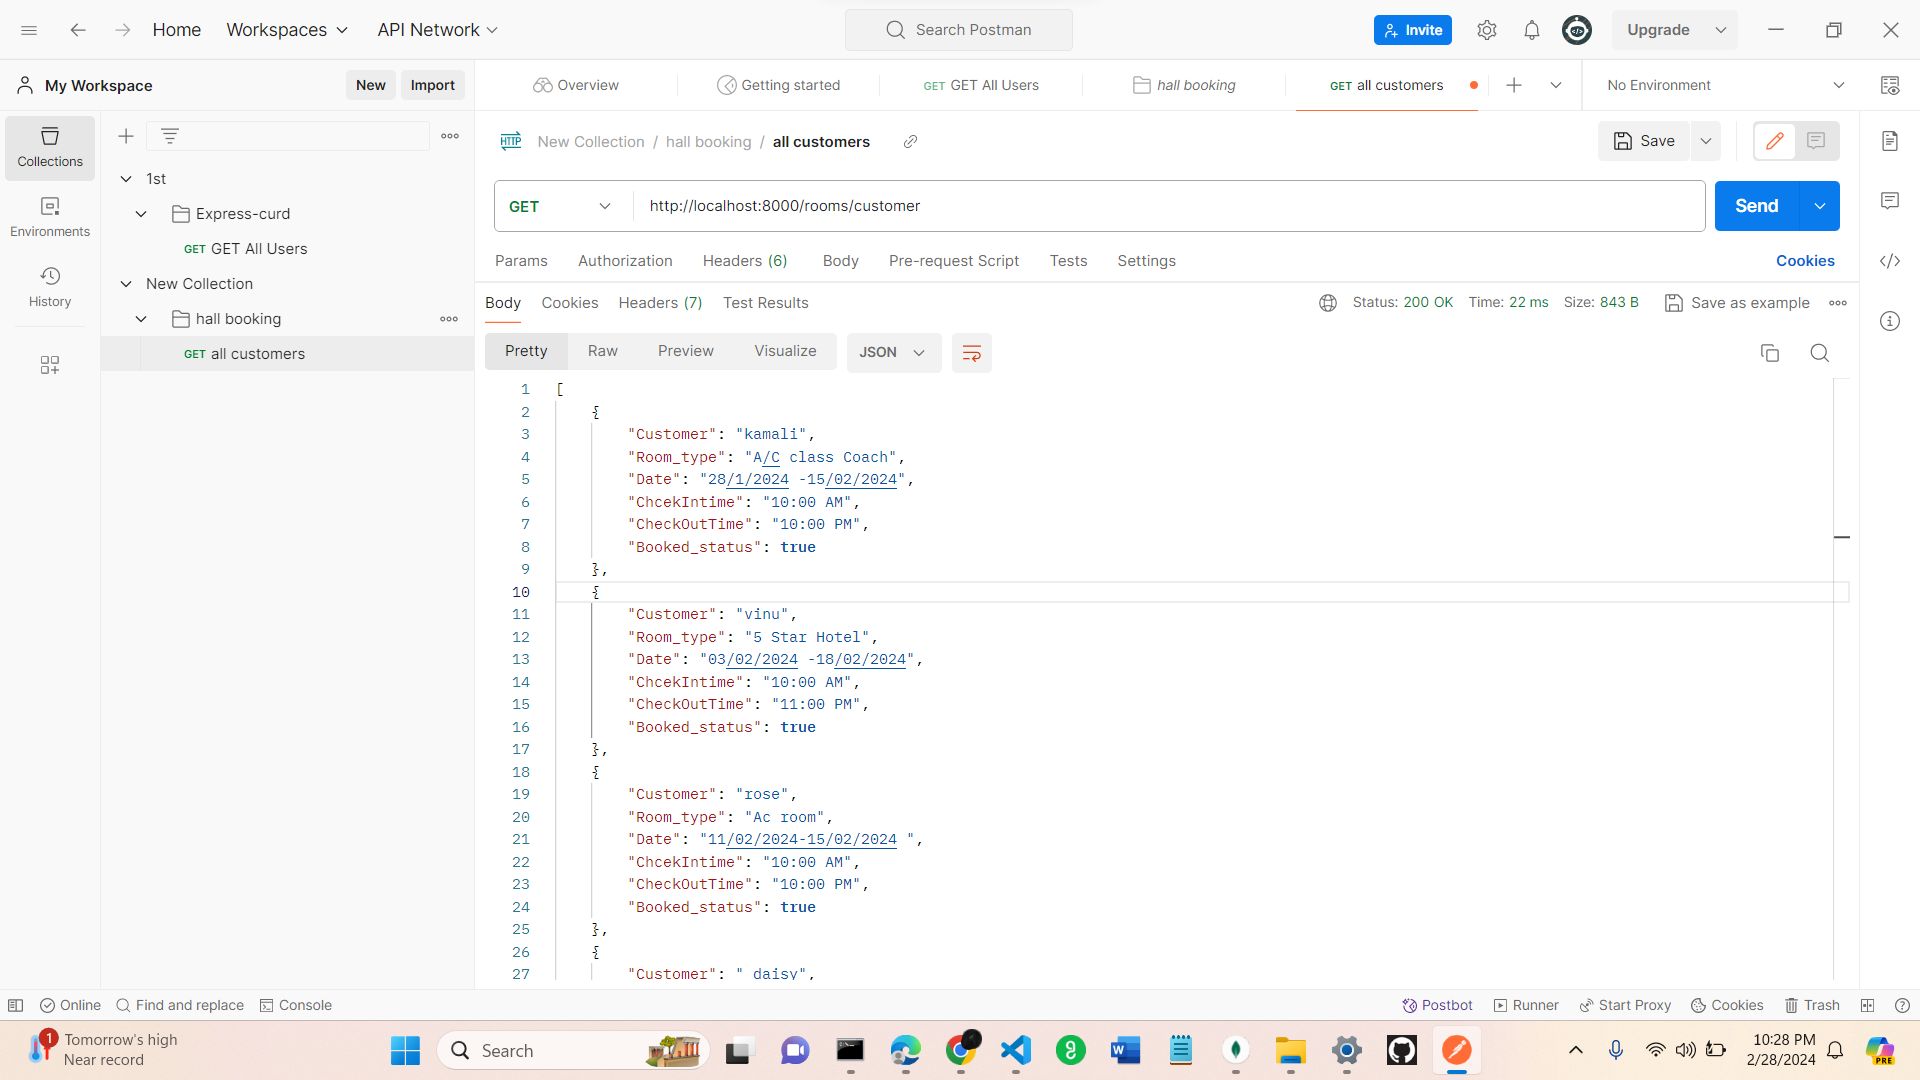 Home
Workspaces
API Network
Search Postman
Invite
Upgrade
My Workspace
New
Import
Overview
Getting started
GET GET All Users
hall booking
GET all customers
No Environment
Collections
Environments
History
1st
Express-curd
GET GET All Users
New Collection
hall booking
GET all customers
HTTP New Collection / hall booking / all customers
Save
GET http://localhost:8000/rooms/customer
Send
Params Authorization Headers (6) Body Pre-request Script Tests Settings
Cookies
Body Cookies Headers (7) Test Results
Status: 200 OK Time: 22 ms Size: 843 B
Save as example
Pretty Raw Preview Visualize JSON
1 [
2 {
3 "Customer": "kamali",
4 "Room_type": "A/C class Coach",
5 "Date": "28/1/2024 -15/02/2024",
6 "ChcekIntime": "10:00 AM",
7 "CheckOutTime": "10:00 PM",
8 "Booked_status": true
9 },
10 {
11 "Customer": "vinu",
12 "Room_type": "5 Star Hotel",
13 "Date": "03/02/2024 -18/02/2024",
14 "ChcekIntime": "10:00 AM",
15 "CheckOutTime": "11:00 PM",
16 "Booked_status": true
17 },
18 {
19 "Customer": "rose",
20 "Room_type": "Ac room",
21 "Date": "11/02/2024-15/02/2024 ",
22 "ChcekIntime": "10:00 AM",
23 "CheckOutTime": "10:00 PM",
24 "Booked_status": true
25 },
26 {
27 "Customer": " daisy",
Online
Find and replace
Console
Postbot
Runner
Start Proxy
Cookies
Trash
1
Tomorrow's high
Near record
Search
10:28 PM
2/28/2024
PRE